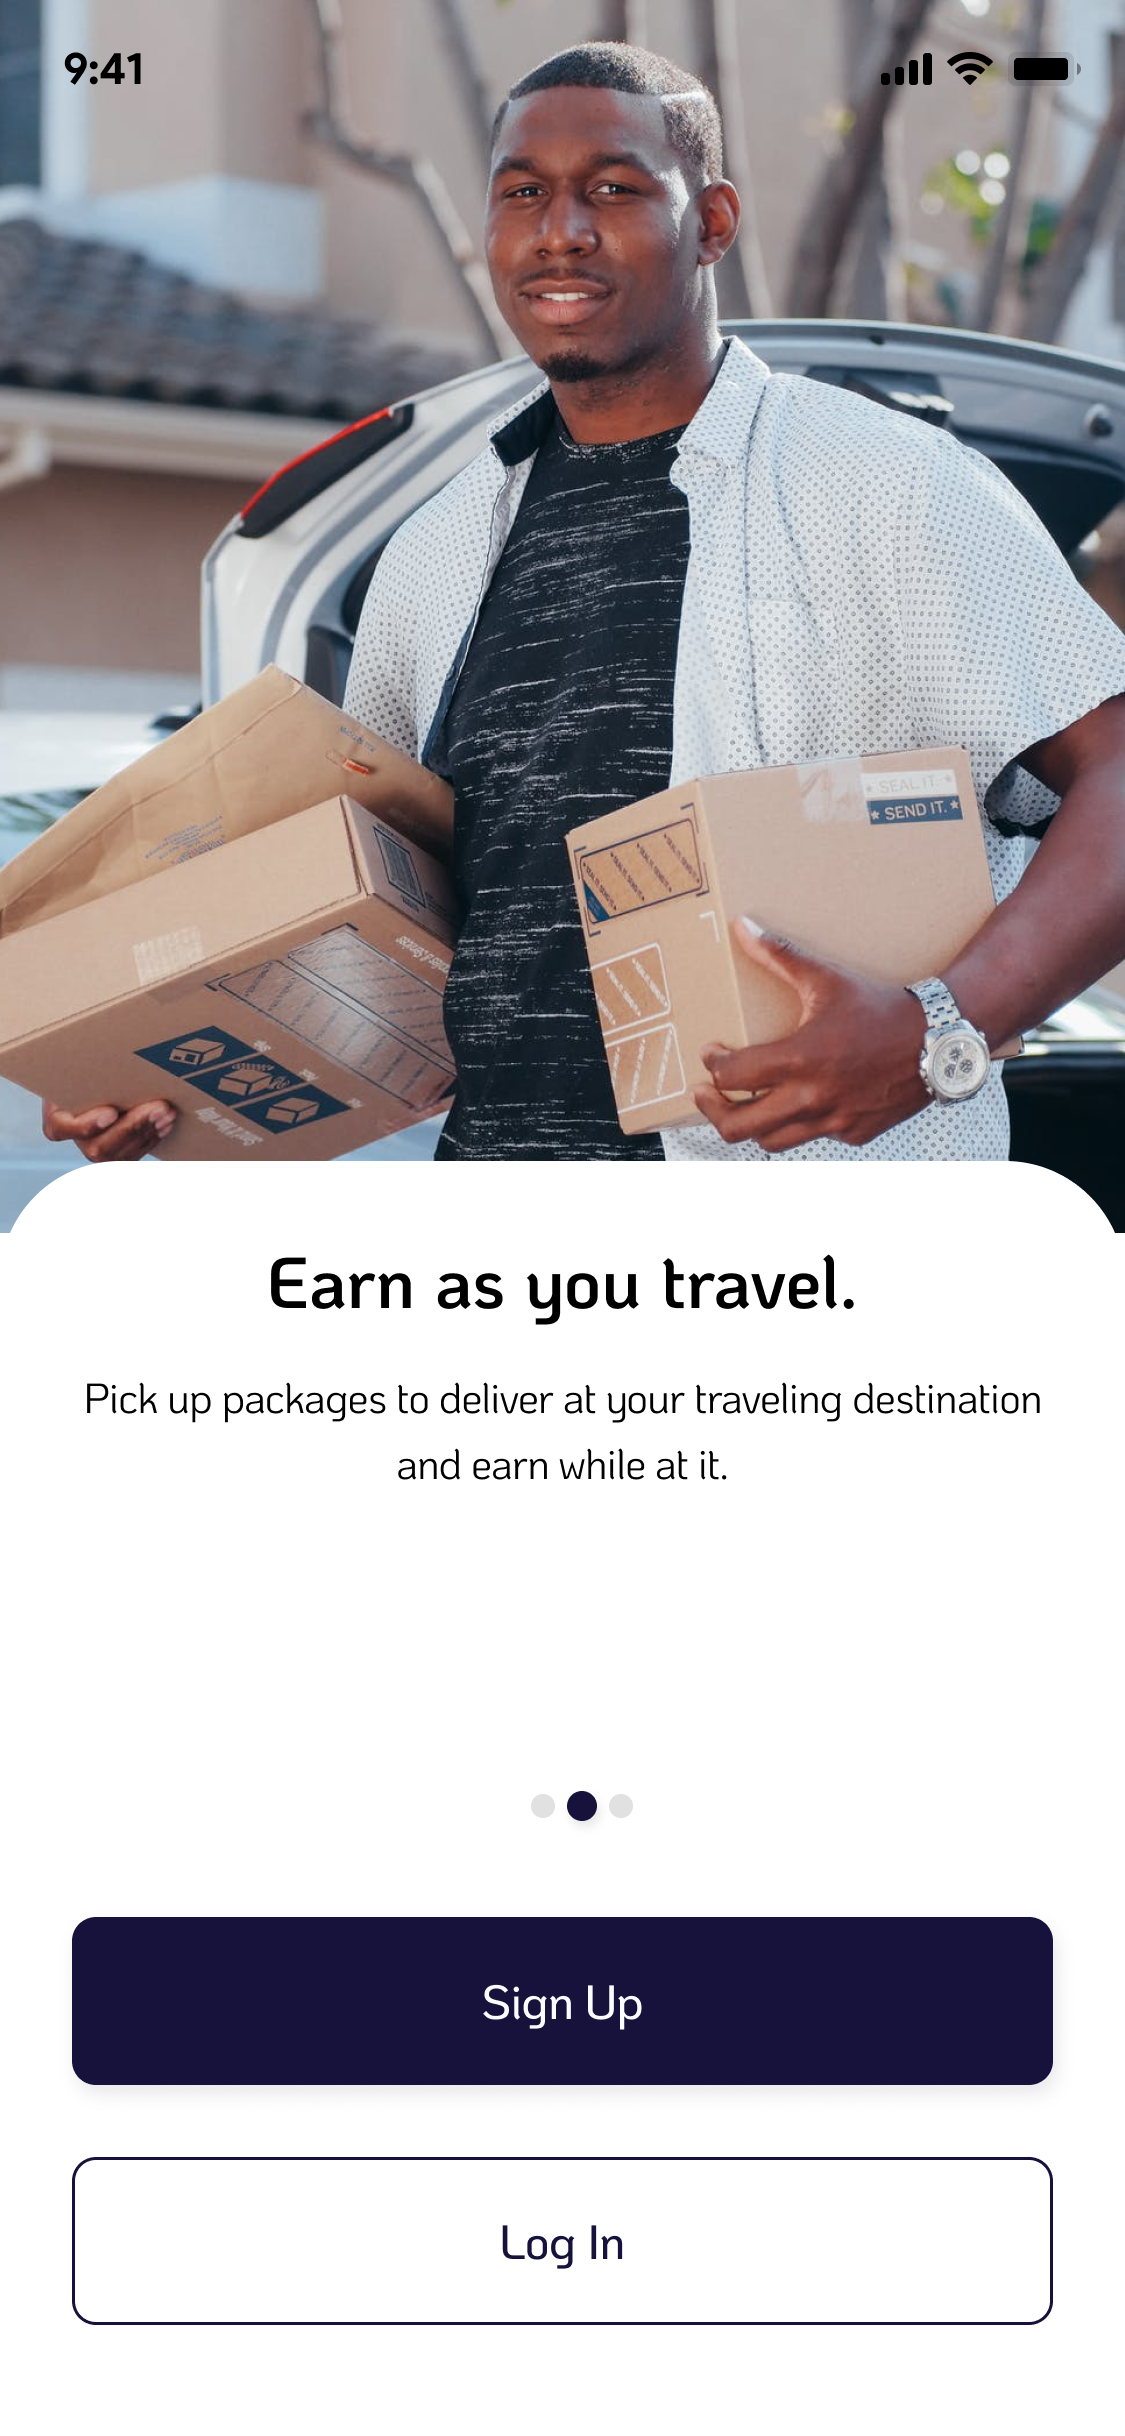 9:41
SEAL IT.
SEND IT.
Earn as you travel.
Pick up packages to deliver at your traveling destination
and earn while at it.
Sign Up
Log In